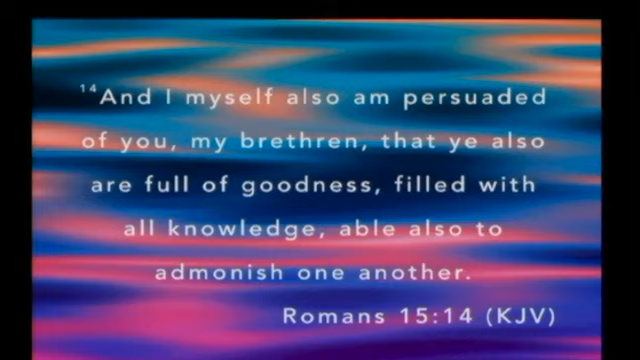 14And I myself also am persuaded
of you, my brethren, that ye also
are full of goodness, filled with
all knowledge, able also to
admonish one another.
Romans 15:14 (KJV)